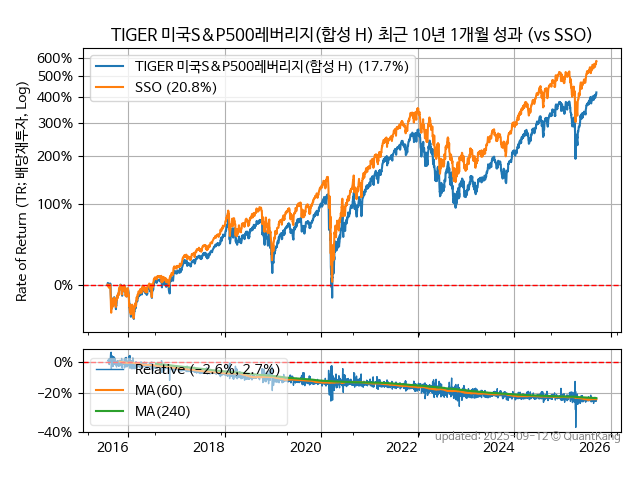 TIGER 미국S&P500레버리지(합성 H) 최근 10년 1개월 성과 (vs SSO)
Rate of Return (TR: 배당재투자, Log)
600%
500%
400%
300%
200%
100%
0%
TIGER 미국S&P500레버리지(합성 H) (17.7%)
SSO (20.8%)
0%
−20%
−40%
Relative (−2.6%, 2.7%)
MA(60)
MA(240)
2016
2018
2020
2022
2024
2026
updated: 2025-09-12 © QuantKang